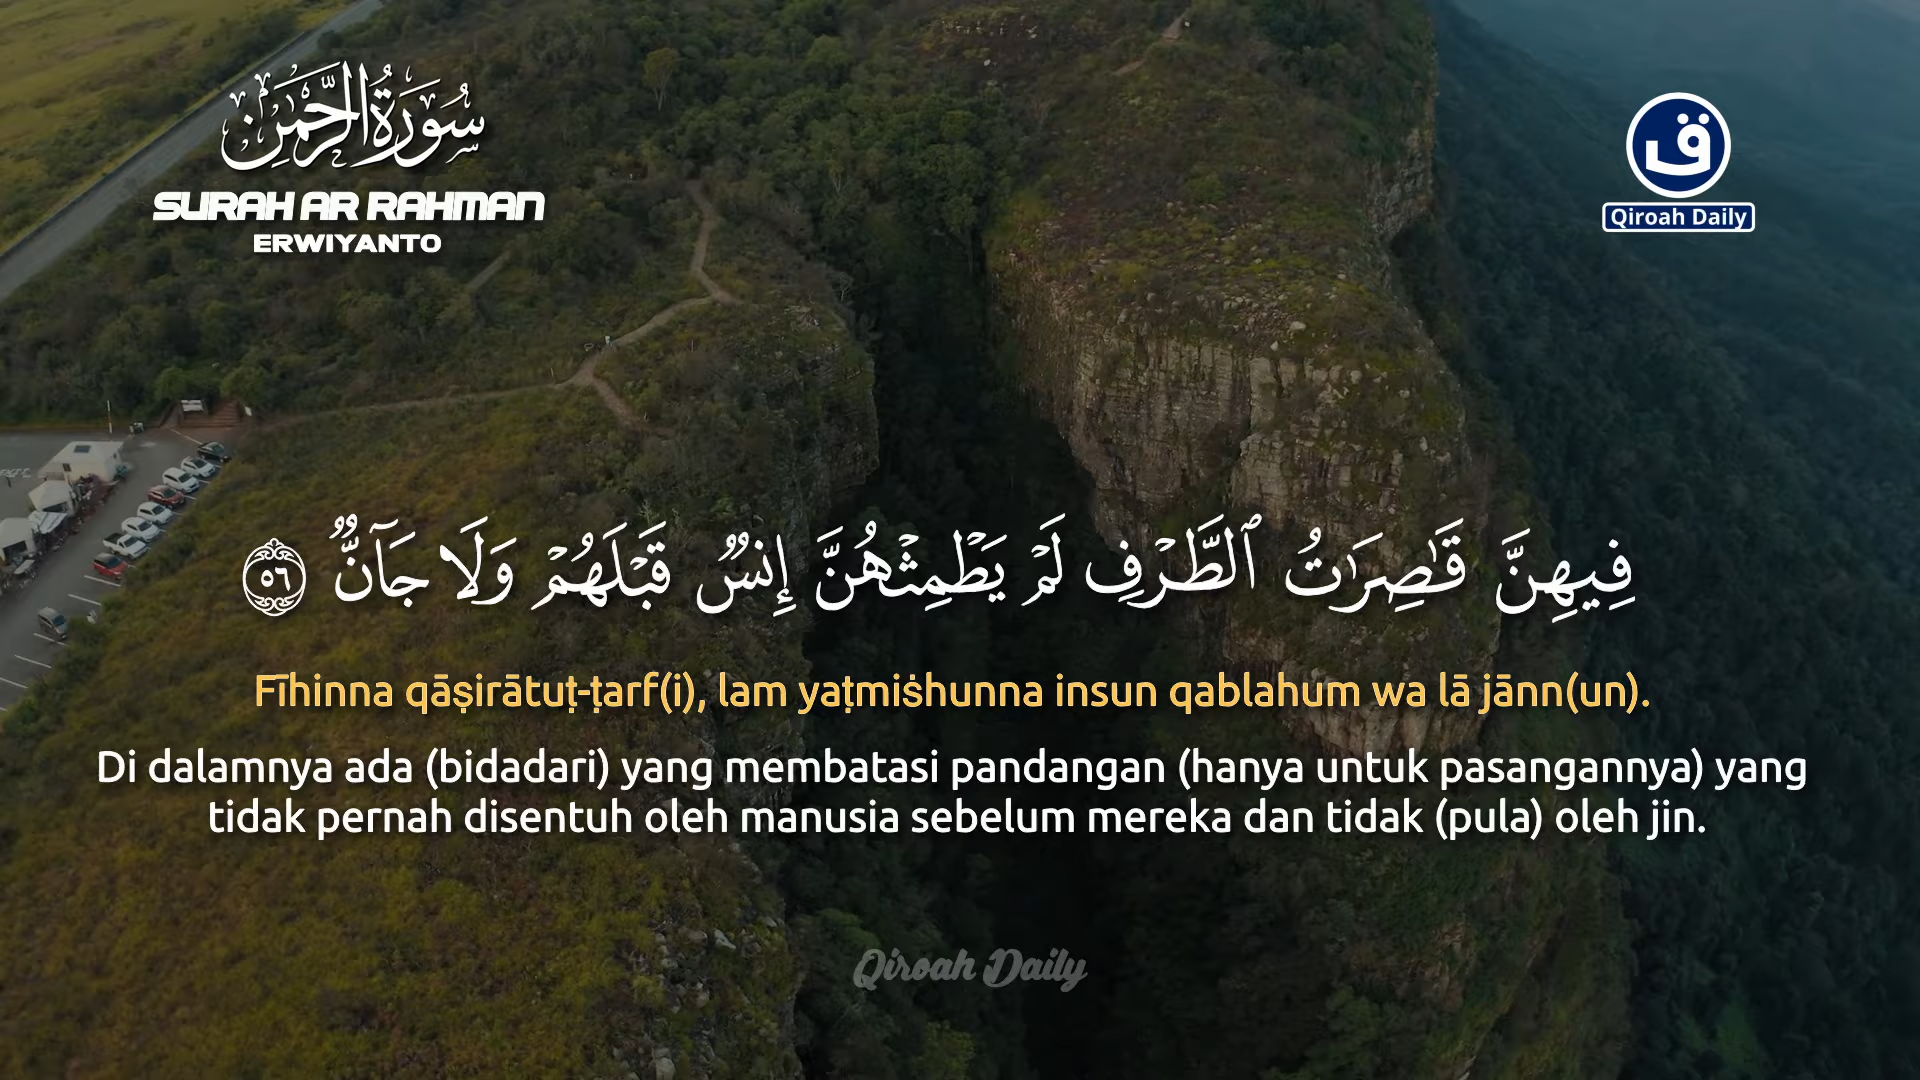 سُورَةُ الرَّحْمَٰن
SURAH AR RAHMAN
ERWIYANTO
ق
Qiroah Daily
فِيهِنَّ قَـٰصِرَٰتُ ٱلطَّرْفِ لَمْ يَطْمِثْهُنَّ إِنسٌ قَبْلَهُمْ وَلَا جَآنٌّ ٥٦
Fīhinna qāṣirātuṭ-ṭarf(i), lam yaṭmiṡhunna insun qablahum wa lā jānn(un).
Di dalamnya ada (bidadari) yang membatasi pandangan (hanya untuk pasangannya) yang
tidak pernah disentuh oleh manusia sebelum mereka dan tidak (pula) oleh jin.
Qiroah Daily